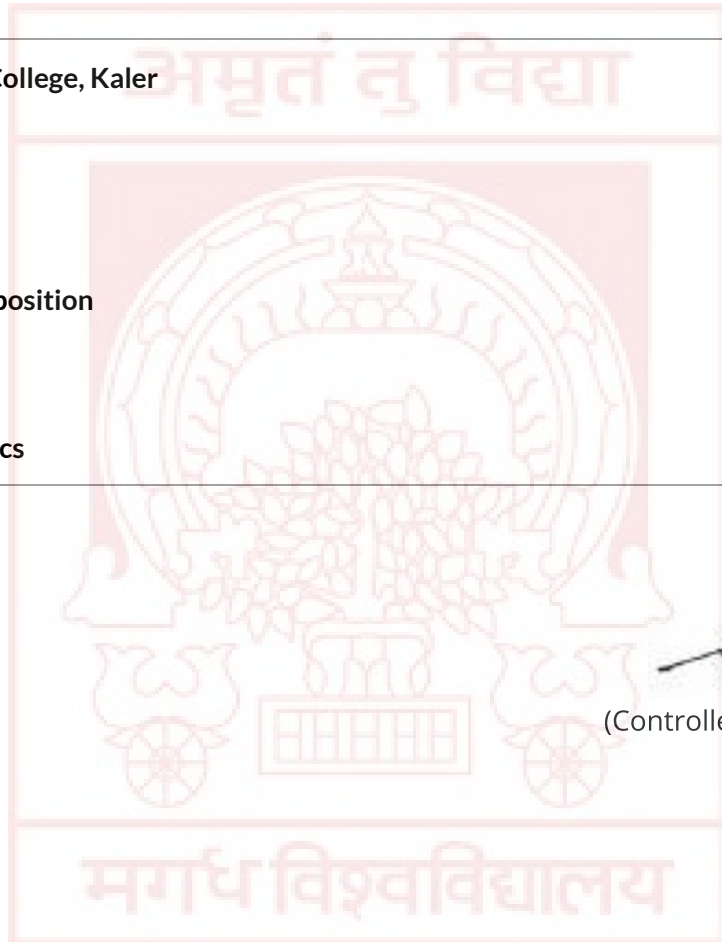 अमृतं तु विद्या
College, Kaler
position
cs
(Controlle
मगध विश्वविद्यालय